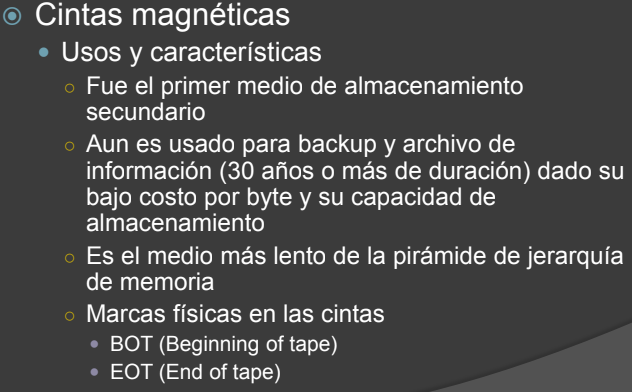 Cintas magnéticas
Usos y características
Fue el primer medio de almacenamiento
secundario
Aun es usado para backup y archivo de
información (30 años o más de duración) dado su
bajo costo por byte y su capacidad de
almacenamiento
Es el medio más lento de la pirámide de jerarquía
de memoria
Marcas físicas en las cintas
BOT (Beginning of tape)
EOT (End of tape)